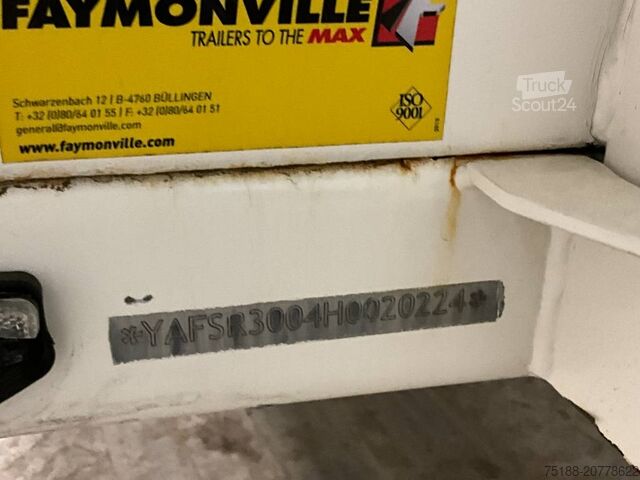 FAYMONVILLE
TRAILERS TO THE MAX
Truck
Scout24
Schwarzenbach 12 | B-4760 BÜLLINGEN
T: +32 (0)80/64 01 55 | F: +32 (0)80/64 01 51
general@faymonville.com
www.faymonville.com
ISO
9001
*YAFSR3004H0020224*
75188-20778622